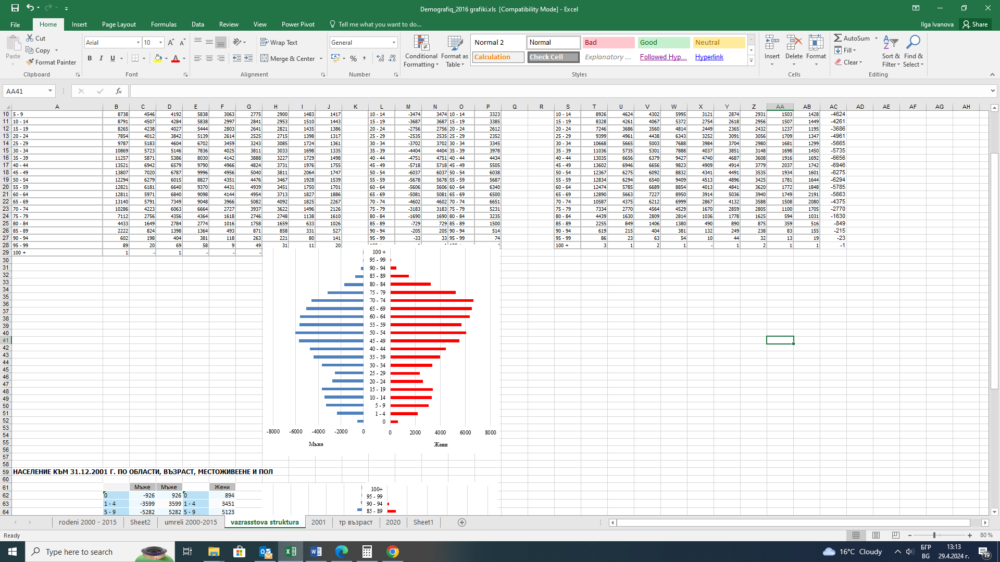 Demografiq_2016 grafiki.xls  [Compatibility Mode] - Excel
File Home Insert Page Layout Formulas Data Review View Power Pivot Tell me what you want to do... Ilga Ivanova Share
Paste Cut Copy Format Painter Clipboard
Arial 10 B I U Font
Wrap Text Merge & Center Alignment
General % Number
Conditional Formatting Format as Table
Normal 2 Normal Bad Good Neutral
Calculation Check Cell Explanatory ... Followed Hyp... Hyperlink
Styles
Insert Delete Format Cells
AutoSum Fill Clear Sort & Filter Find & Select Editing
AA41 fx
A B C D E F G H I J K L M N O P Q R S T U V W X Y Z AA AB AC AD AE AF AG AH
10 5 - 9 8738 4546 4192 5838 3063 2775 2900 1483 1417 10 - 14 -3474 3474 10 - 14 3323 10 - 14 8926 4624 4302 5995 3121 2874 2931 1503 1428 -4624
11 10 - 14 8791 4507 4284 5838 2997 2841 2953 1510 1443 15 - 19 -3687 3687 15 - 19 3385 15 - 19 8328 4261 4067 5372 2754 2618 2956 1507 1449 -4261
12 15 - 19 8265 4238 4027 5444 2803 2641 2821 1435 1386 20 - 24 -2756 2756 20 - 24 2612 20 - 24 7246 3686 3560 4814 2449 2365 2432 1237 1195 -3686
13 20 - 24 7854 4012 3842 5139 2614 2525 2715 1398 1317 25 - 29 -2535 2535 25 - 29 2352 25 - 29 9399 4961 4438 6343 3252 3091 3056 1709 1347 -4961
14 25 - 29 9787 5183 4604 6702 3459 3243 3085 1724 1361 30 - 34 -3702 3702 30 - 34 3345 30 - 34 10668 5665 5003 7688 3984 3704 2980 1681 1299 -5665
15 30 - 34 10869 5723 5146 7836 4025 3811 3033 1698 1335 35 - 39 -4404 4404 35 - 39 3978 35 - 39 11036 5735 5301 7888 4037 3851 3148 1698 1450 -5735
16 35 - 39 11257 5871 5386 8030 4142 3888 3227 1729 1498 40 - 44 -4751 4751 40 - 44 4434 40 - 44 13035 6656 6379 9427 4740 4687 3608 1916 1692 -6656
17 40 - 44 13521 6942 6579 9790 4966 4824 3731 1976 1755 45 - 49 -5718 5718 45 - 49 5505 45 - 49 13602 6946 6656 9823 4909 4914 3779 2037 1742 -6946
18 45 - 49 13807 7020 6787 9996 4956 5040 3811 2064 1747 50 - 54 -6037 6037 50 - 54 6038 50 - 54 12367 6275 6092 8832 4341 4491 3535 1934 1601 -6275
19 50 - 54 12294 6279 6015 8827 4351 4476 3467 1928 1539 55 - 59 -5678 5678 55 - 59 5687 55 - 59 12834 6294 6540 9409 4513 4896 3425 1781 1644 -6294
20 55 - 59 12821 6181 6640 9370 4431 4939 3451 1750 1701 60 - 64 -5606 5606 60 - 64 6340 60 - 64 12474 5785 6689 8854 4013 4841 3620 1772 1848 -5785
21 60 - 64 12811 5971 6840 9098 4144 4954 3713 1827 1886 65 - 69 -5081 5081 65 - 69 6500 65 - 69 12890 5663 7227 8950 3914 5036 3940 1749 2191 -5663
22 65 - 69 13140 5791 7349 9048 3966 5082 4092 1825 2267 70 - 74 -4602 4602 70 - 74 6651 70 - 74 10587 4375 6212 6999 2867 4132 3588 1508 2080 -4375
23 70 - 74 10286 4223 6063 6664 2727 3937 3622 1496 2126 75 - 79 -3183 3183 75 - 79 5231 75 - 79 7334 2770 4564 4529 1670 2859 2805 1100 1705 -2770
24 75 - 79 7112 2756 4356 4364 1618 2746 2748 1138 1610 80 - 84 -1690 1690 80 - 84 3235 80 - 84 4439 1630 2809 2814 1036 1778 1625 594 1031 -1630
25 80 - 84 4433 1649 2784 2774 1016 1758 1659 633 1026 85 - 89 -729 729 85 - 89 1500 85 - 89 2255 849 1406 1380 490 890 875 359 516 -849
26 85 - 89 2222 824 1398 1364 493 871 858 331 527 90 - 94 -205 205 90 - 94 514 90 - 94 619 215 404 381 132 249 238 83 155 -215
27 90 - 94 602 198 404 381 118 263 221 80 141 95 - 99 -33 33 95 - 99 74 95 - 99 86 23 63 54 10 44 32 13 19 -23
28 95 - 99 89 20 69 58 9 49 31 11 20 100 + 3 1 2 1 - 1 2 1 1 -1
29 100 + 1 - 1 - - -
30
31
32
33
34
35
36
37
38
39
40
41
42
43
44
45
46
47
48
49
50
51
52
53
54
55
56
57
58
100 +
95 - 99
90 - 94
85 - 89
80 - 84
75 - 79
70 - 74
65 - 69
60 - 64
55 - 59
50 - 54
45 - 49
40 - 44
35 - 39
30 - 34
25 - 29
20 - 24
15 - 19
10 - 14
5 - 9
1 - 4
0
-8000 -6000 -4000 -2000 0 0 2000 4000 6000 8000
Мъже Жени
59 НАСЕЛЕНИЕ КЪМ 31.12.2001 Г. ПО ОБЛАСТИ, ВЪЗРАСТ, МЕСТОЖИВЕЕНЕ И ПОЛ
60
61 Мъже Мъже Жени
62 0 -926 926 0 894
63 1 - 4 -3599 3599 1 - 4 3451
64 5 - 9 -5282 5282 5 - 9 5123
100+
95 - 99
90 - 94
85 - 89
rodeni 2000 - 2015 Sheet2 umreli 2000-2015 vazrasstova struktura 2001 тр възраст 2020 Sheet1
Ready 80 %
Type here to search 16°C Cloudy БГР BG 13:13 29.4.2024 г. 19